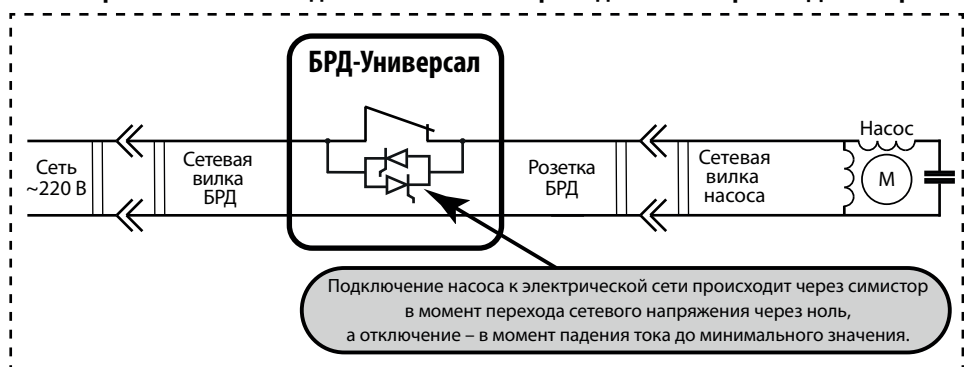 БРД-Универсал
Сеть
~220 В
Сетевая
вилка
БРД
Розетка
БРД
Сетевая
вилка
насоса
Насос
М
Подключение насоса к электрической сети происходит через симистор
в момент перехода сетевого напряжения через ноль,
а отключение – в момент падения тока до минимального значения.